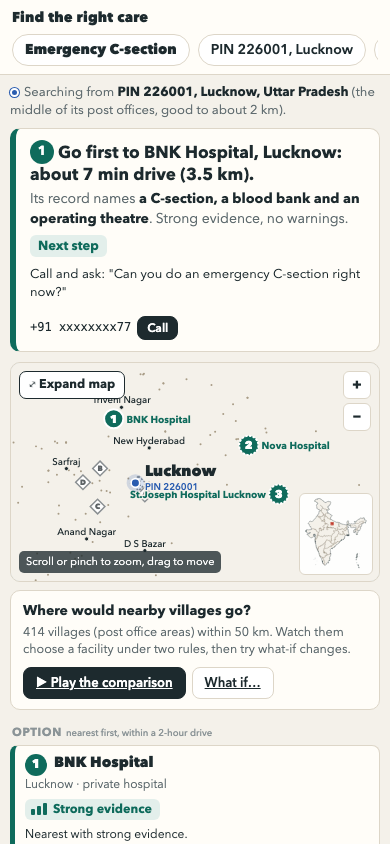 Find the right care
Emergency C-section
PIN 226001, Lucknow
Searching from PIN 226001, Lucknow, Uttar Pradesh (the
middle of its post offices, good to about 2 km).
1 Go first to BNK Hospital, Lucknow:
about 7 min drive (3.5 km).
Its record names a C-section, a blood bank and an
operating theatre. Strong evidence, no warnings.
Next step
Call and ask: "Can you do an emergency C-section right
now?"
+91 xxxxxxxx77 Call
Expand map
+
−
Triveni Nagar
1 BNK Hospital
New Hyderabad
2 Nova Hospital
Sarfraj
B
Lucknow
D
PIN 226001
St.Joseph Hospital Lucknow 3
C
Anand Nagar
D S Bazar
Scroll or pinch to zoom, drag to move
Where would nearby villages go?
414 villages (post office areas) within 50 km. Watch them
choose a facility under two rules, then try what-if changes.
▶ Play the comparison
What if…
OPTION nearest first, within a 2-hour drive
1 BNK Hospital
Lucknow · private hospital
Strong evidence
Nearest with strong evidence.